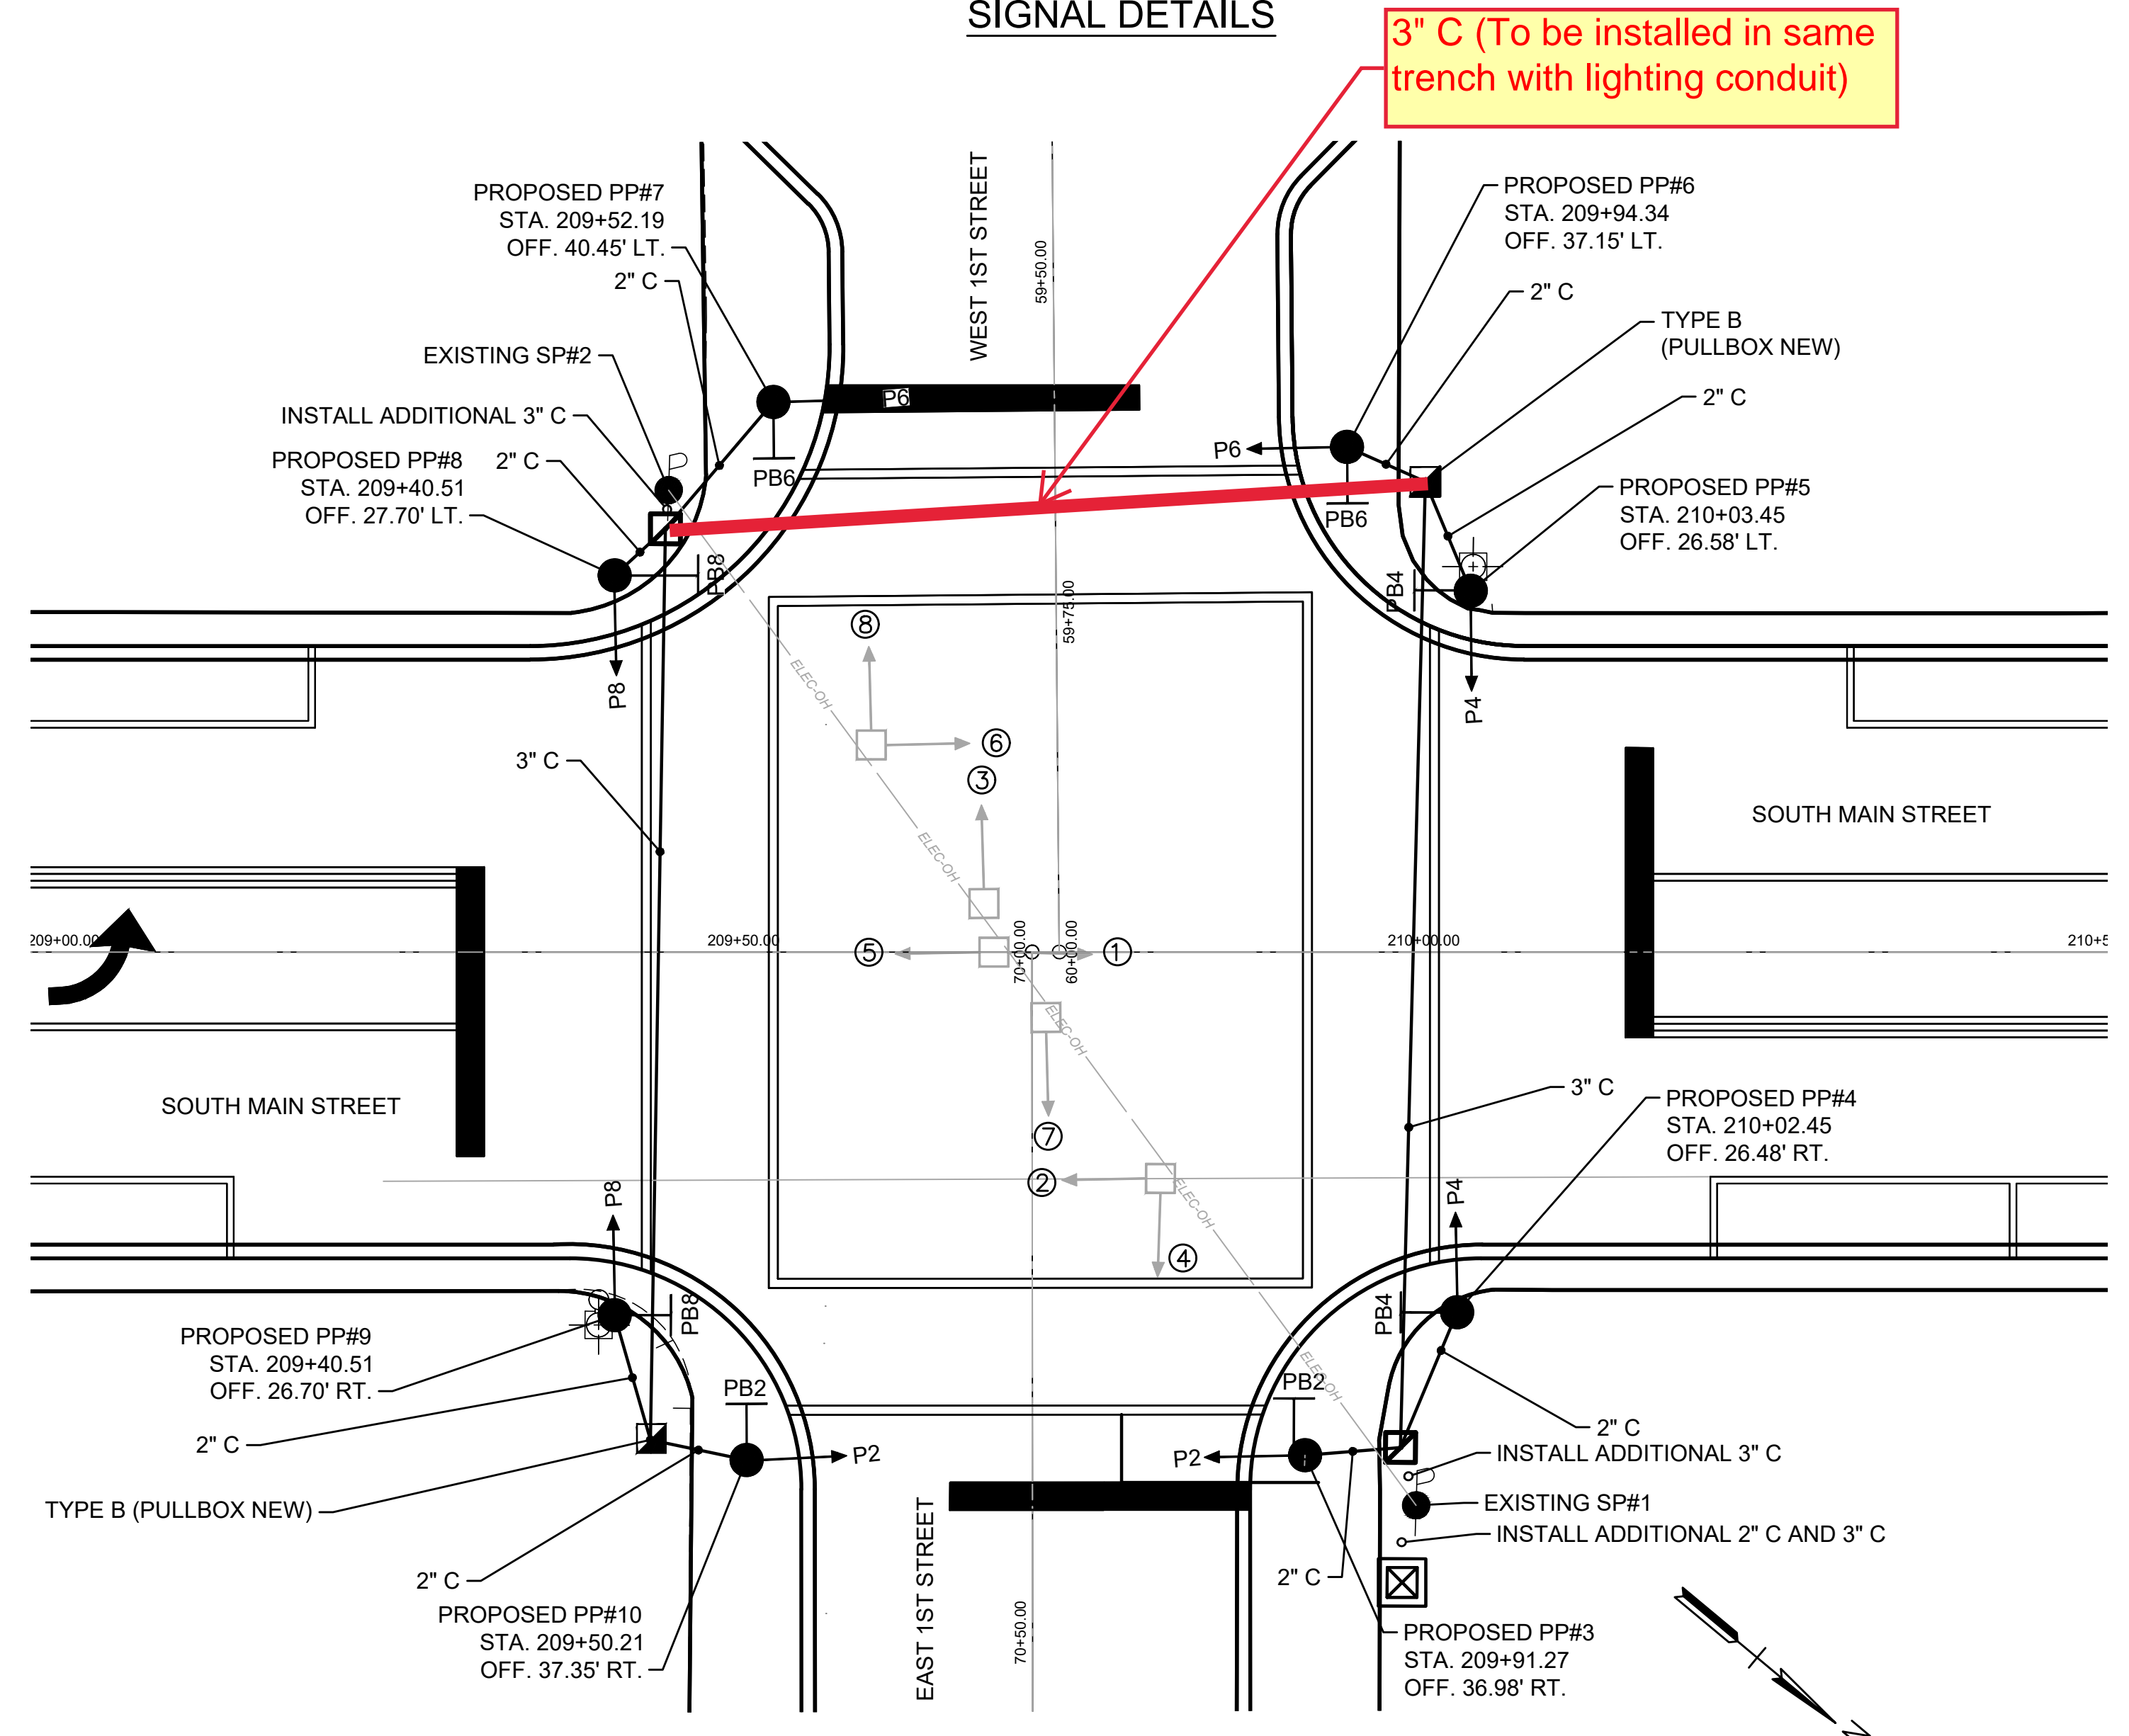 SIGNAL DETAILS
3" C (To be installed in same
trench with lighting conduit)
PROPOSED PP#7
STA. 209+52.19
OFF. 40.45' LT.
2" C
WEST 1ST STREET
59+50.00
PROPOSED PP#6
STA. 209+94.34
OFF. 37.15' LT.
2" C
TYPE B
(PULLBOX NEW)
2" C
EXISTING SP#2
P6
INSTALL ADDITIONAL 3" C
PROPOSED PP#8
STA. 209+40.51
OFF. 27.70' LT.
2" C
PB6
P6
PB6
PROPOSED PP#5
STA. 210+03.45
OFF. 26.58' LT.
PB8
PB4
59+75.00
8
P8
P4
ELEC-OH
6
3
3" C
SOUTH MAIN STREET
ELEC-OH
209+00.00
209+50.00
5
70+00.00
60+00.00
1
210+00.00
210+5
ELEC-OH
SOUTH MAIN STREET
7
2
3" C
PROPOSED PP#4
STA. 210+02.45
OFF. 26.48' RT.
P8
ELEC-OH
P4
4
PB8
PB4
PROPOSED PP#9
STA. 209+40.51
OFF. 26.70' RT.
ELEC-OH
PB2
PB2
2" C
2" C
P2
P2
INSTALL ADDITIONAL 3" C
TYPE B (PULLBOX NEW)
EXISTING SP#1
INSTALL ADDITIONAL 2" C AND 3" C
2" C
EAST 1ST STREET
2" C
PROPOSED PP#10
STA. 209+50.21
OFF. 37.35' RT.
70+50.00
PROPOSED PP#3
STA. 209+91.27
OFF. 36.98' RT.